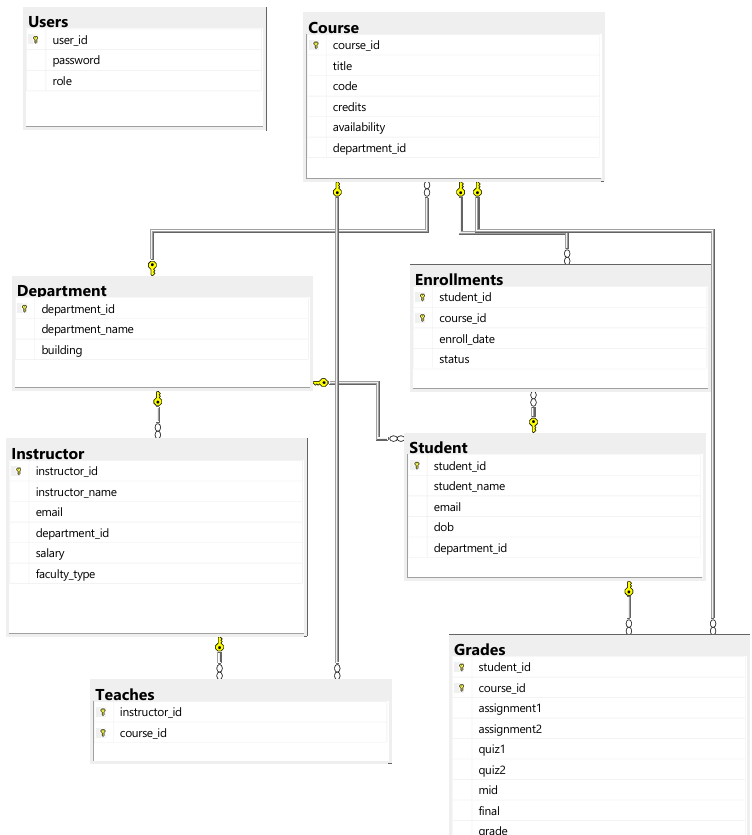 Users
user_id
password
role
Course
course_id
title
code
credits
availability
department_id
Department
department_id
department_name
building
Enrollments
student_id
course_id
enroll_date
status
Instructor
instructor_id
instructor_name
email
department_id
salary
faculty_type
Student
student_id
student_name
email
dob
department_id
Teaches
instructor_id
course_id
Grades
student_id
course_id
assignment1
assignment2
quiz1
quiz2
mid
final
grade